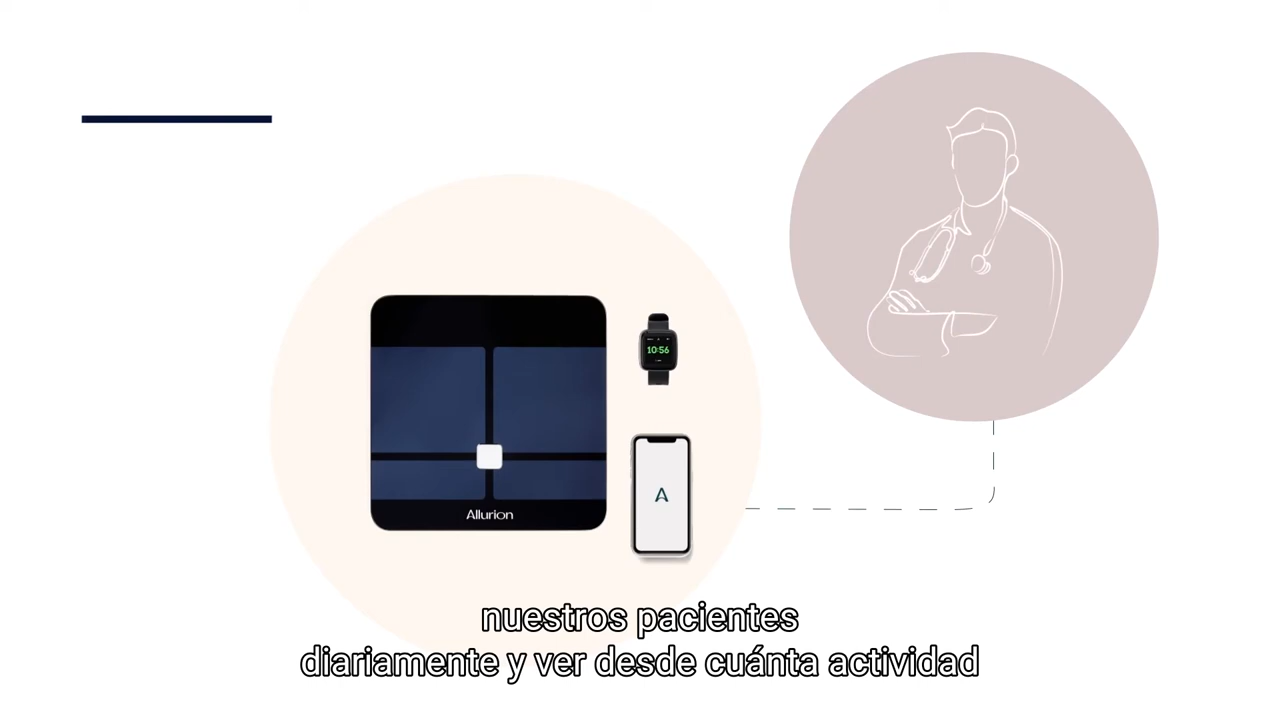 10:56
Allurion
A
nuestros pacientes
diariamente y ver desde cuánta actividad